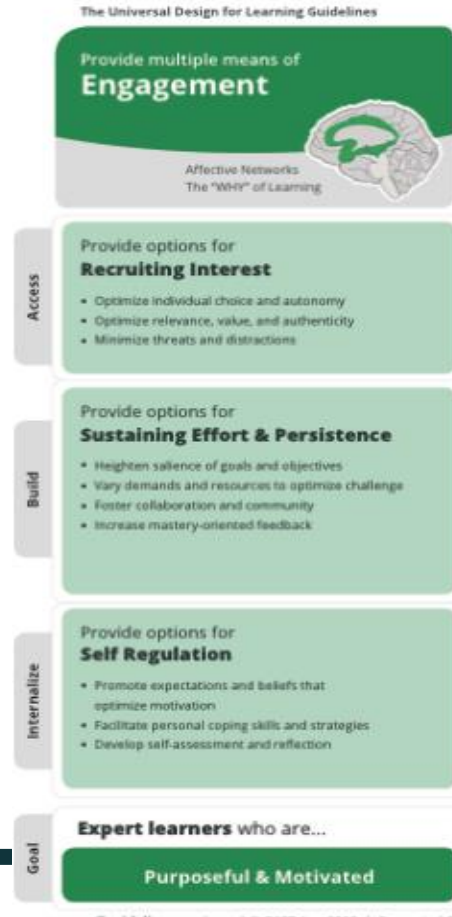 The Universal Design for Learning Guidelines
Provide multiple means of
Engagement
Affective Networks
The "WHY" of Learning
Access
Provide options for
Recruiting Interest
• Optimize individual choice and autonomy
• Optimize relevance, value, and authenticity
• Minimize threats and distractions
Build
Provide options for
Sustaining Effort & Persistence
• Heighten salience of goals and objectives
• Vary demands and resources to optimize challenge
• Foster collaboration and community
• Increase mastery-oriented feedback
Internalize
Provide options for
Self Regulation
• Promote expectations and beliefs that
optimize motivation
• Facilitate personal coping skills and strategies
• Develop self-assessment and reflection
Goal
Expert learners who are...
Purposeful & Motivated